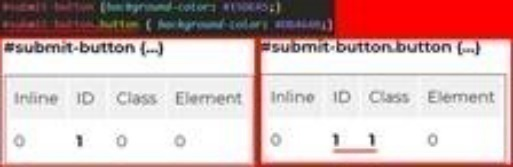 #submit-button {background-color: #150EA5;}
#submit-button.button { background-color:
#submit-button {...}
#submit-button.button {...}
Inline ID Class Element
Inline ID Class Element
0 1 0 0
0 1 1 0